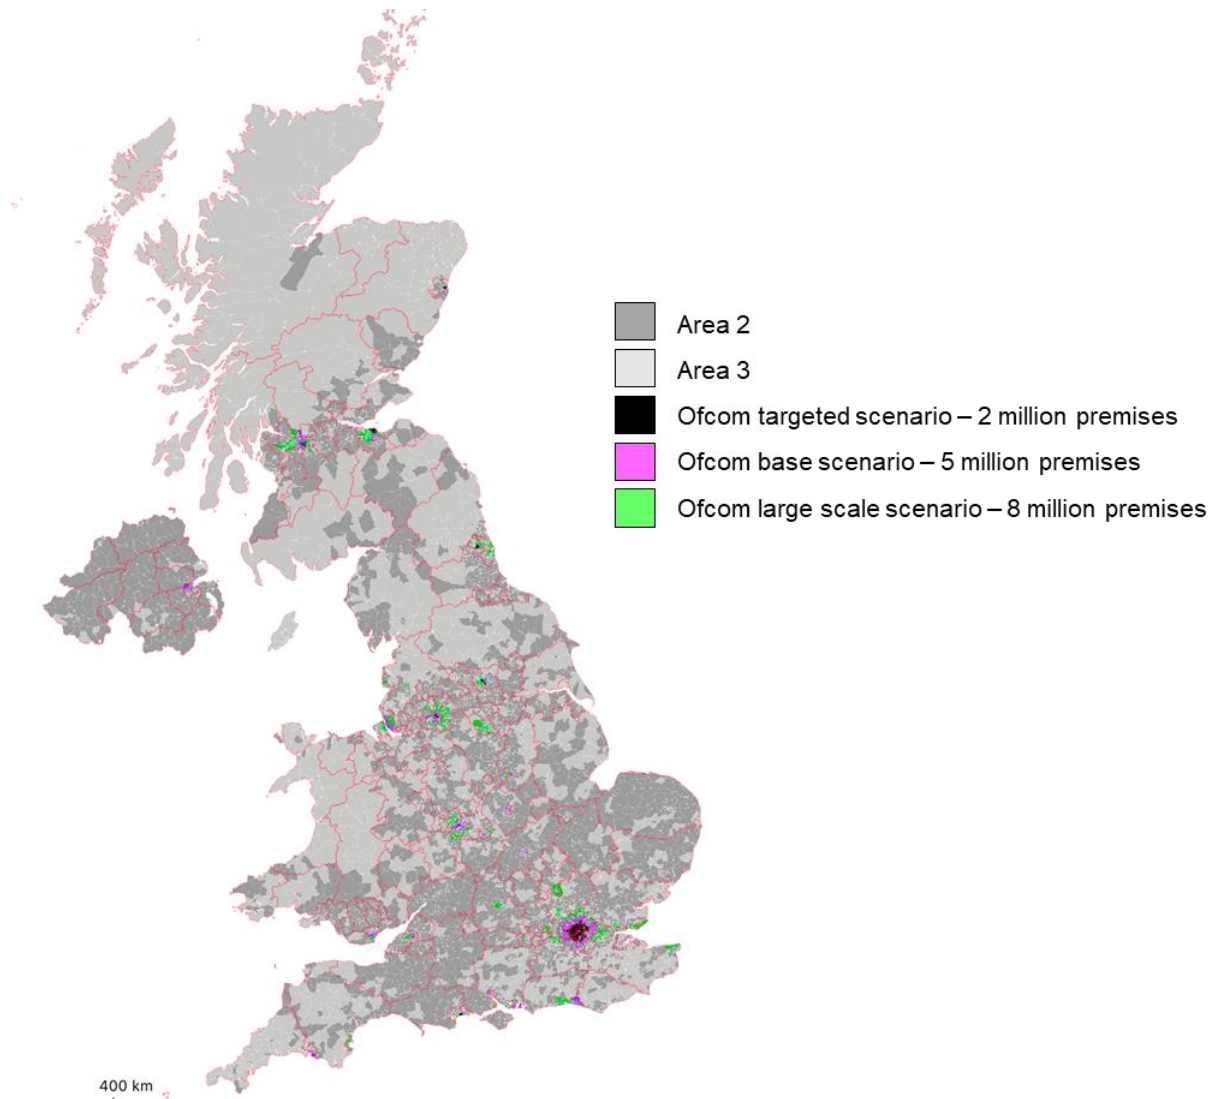 Area 2
Area 3
Ofcom targeted scenario – 2 million premises
Ofcom base scenario – 5 million premises
Ofcom large scale scenario – 8 million premises
400 km